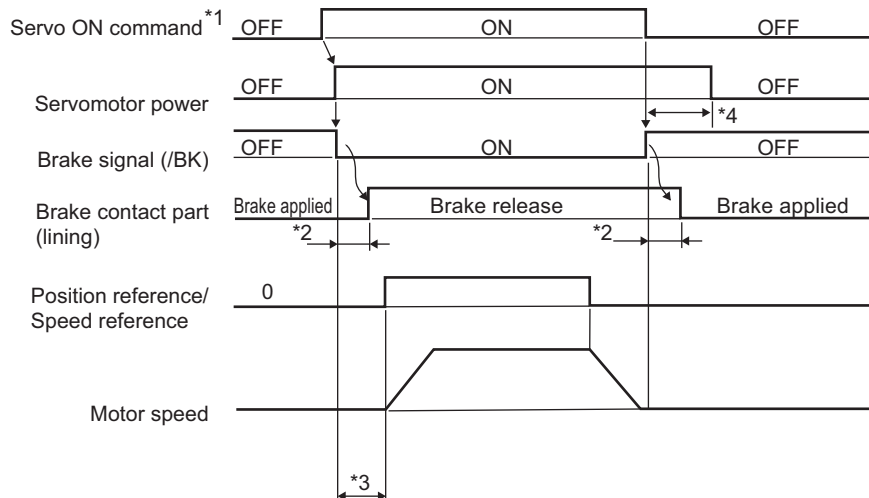 Servo ON command*1 OFF ON OFF
OFF ON OFF
Servomotor power
*4
Brake signal (/BK) OFF ON OFF
Brake contact part
(lining)
Brake applied Brake release Brake applied
*2 *2
Position reference/
Speed reference
0
Motor speed
*3